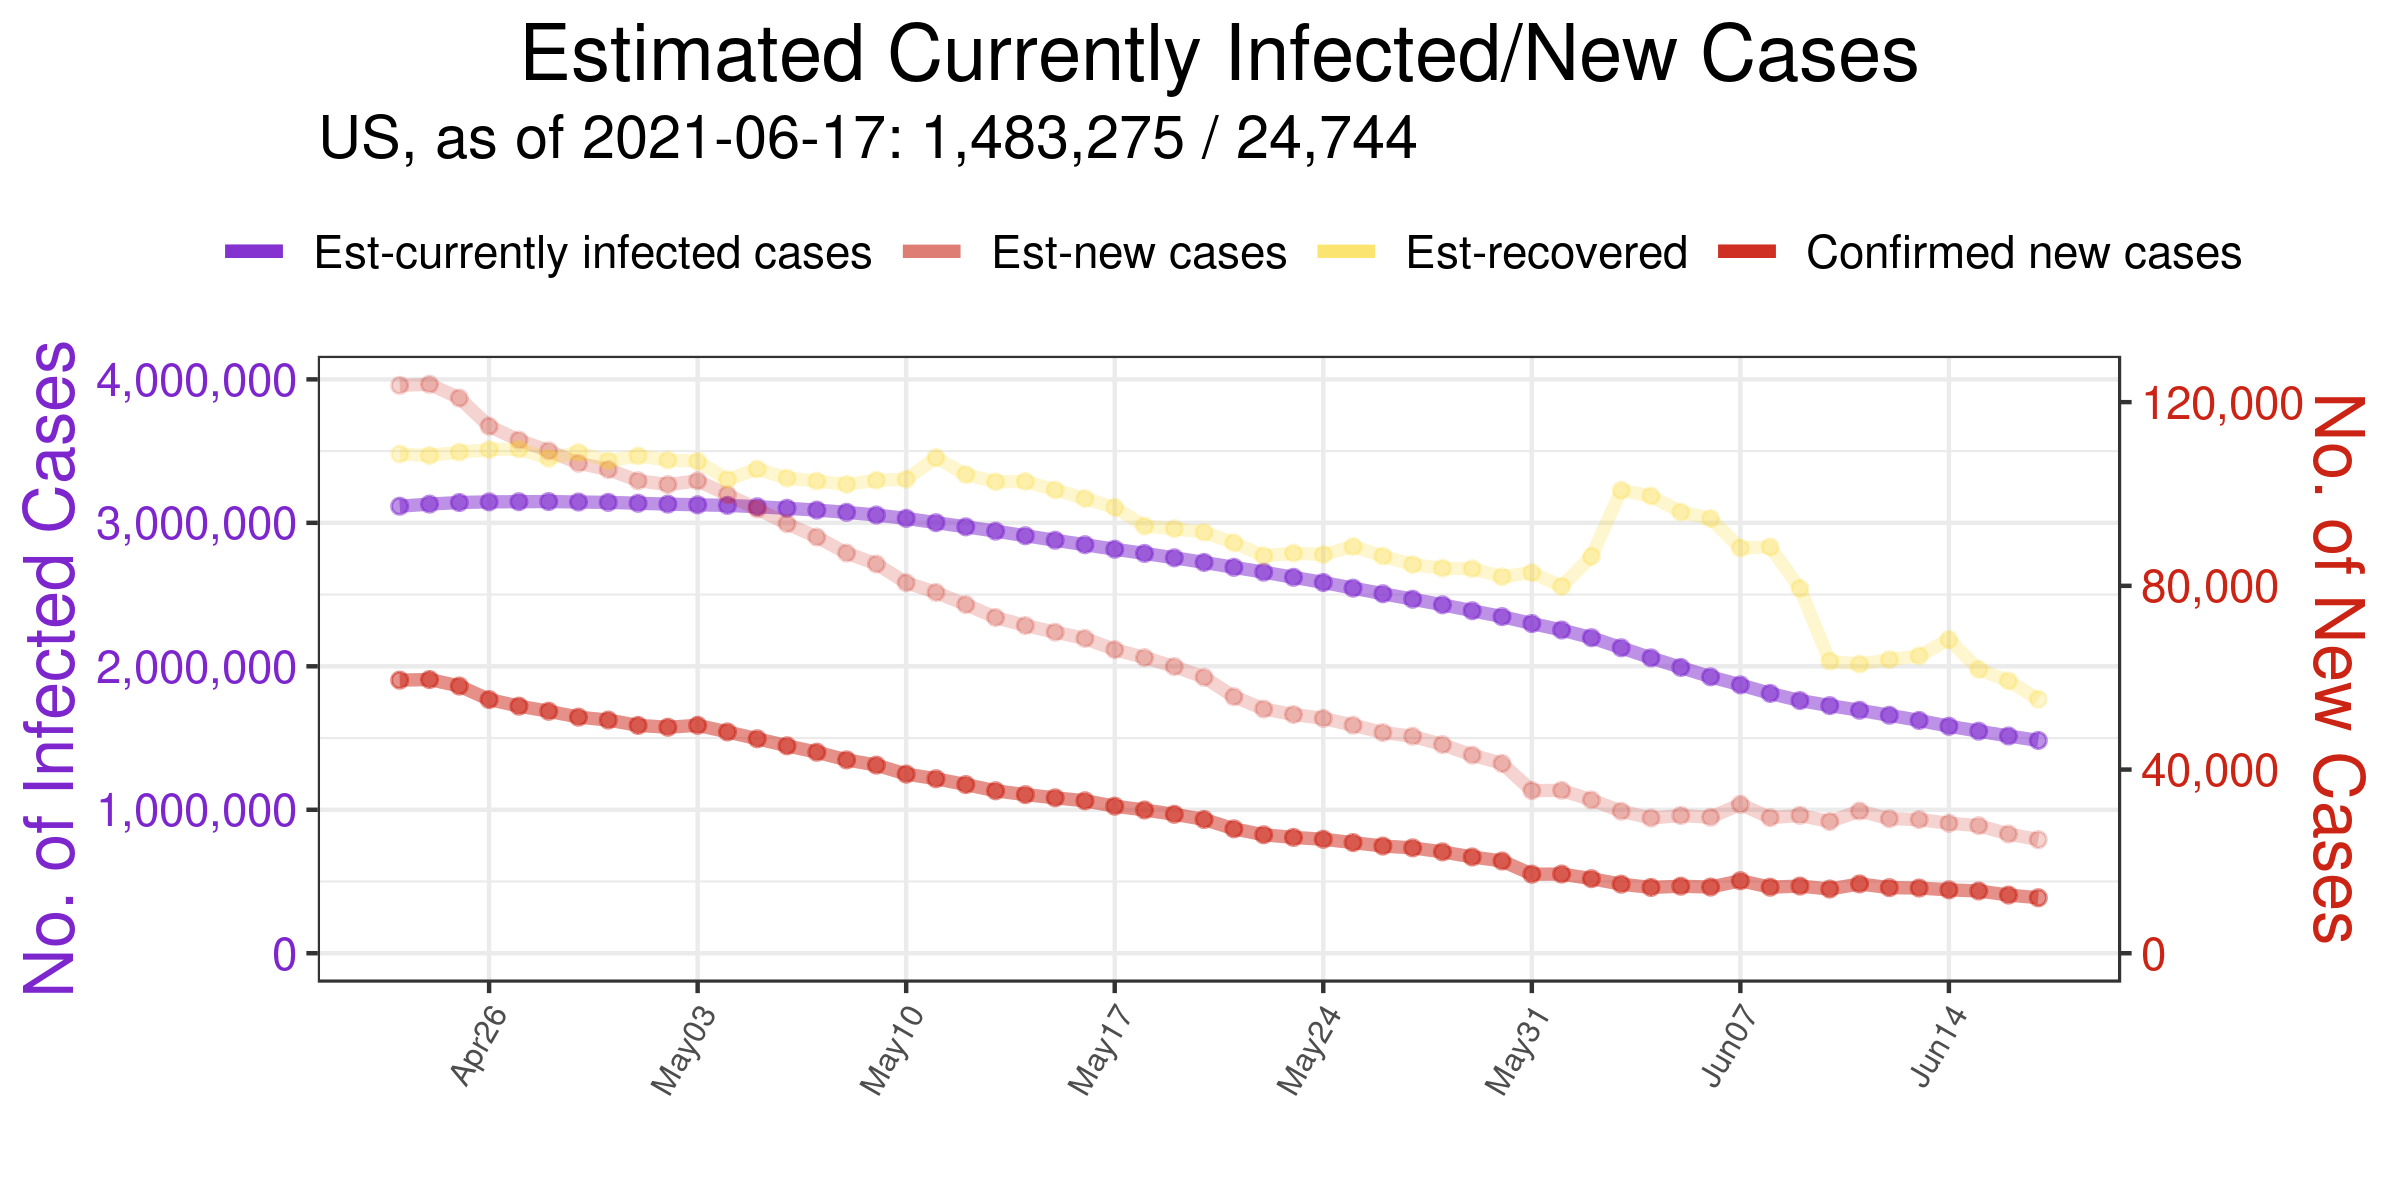 Estimated Currently Infected/New Cases
US, as of 2021-06-17: 1,483,275 / 24,744
Est-currently infected cases Est-new cases Est-recovered Confirmed new cases
No. of Infected Cases
4,000,000
3,000,000
2,000,000
1,000,000
0
120,000
80,000
40,000
0
No. of New Cases
Apr26 May03 May10 May17 May24 May31 Jun07 Jun14